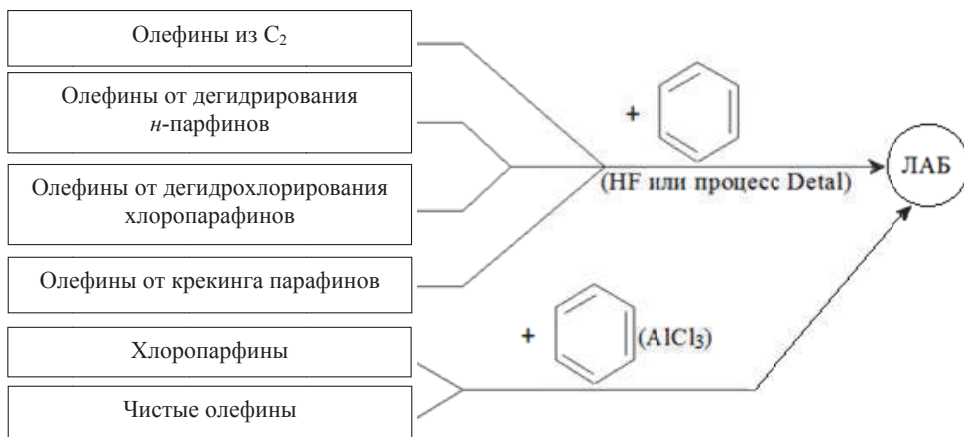 Олефины из C₂
Олефины от дегидрирования
н-парфинов
Олефины от дегидрохлорирования
хлоропарафинов
Олефины от крекинга парафинов
Хлоропарфины
Чистые олефины
+
(HF или процесс Detal)
ЛАБ
+
(AlCl₃)